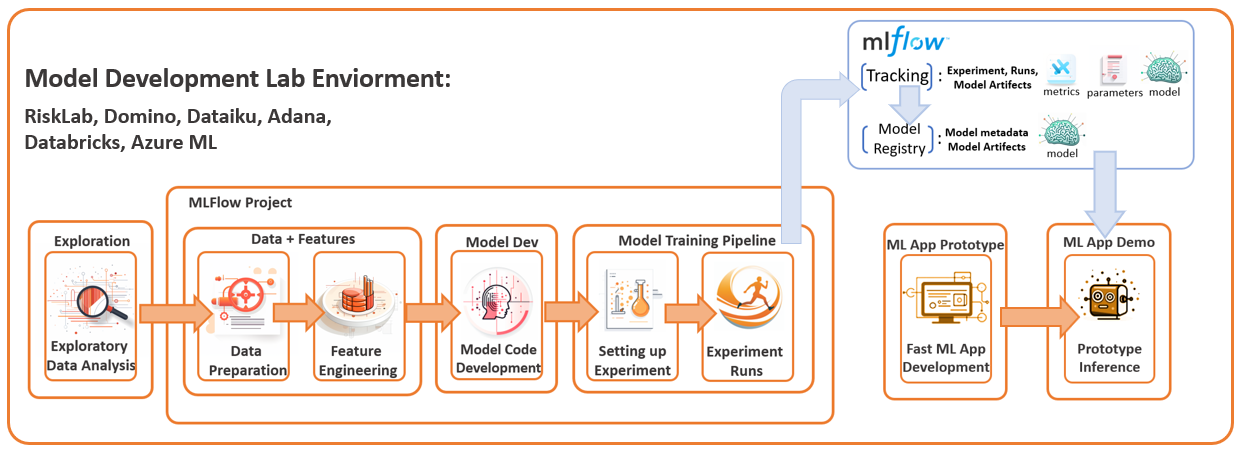 Model Development Lab Enviorment:
RiskLab, Domino, Dataiku, Adana,
Databricks, Azure ML
mlflow™
[Tracking] : Experiment, Runs,
Model Artifects
metrics
parameters
model
[Model
Registry] : Model metadata
Model Artifects
model
MLFlow Project
Exploration
Exploratory
Data Analysis
Data + Features
Data
Preparation
Feature
Engineering
Model Dev
Model Code
Development
Model Training Pipeline
Setting up
Experiment
Experiment
Runs
ML App Prototype
Fast ML App
Development
ML App Demo
Prototype
Inference